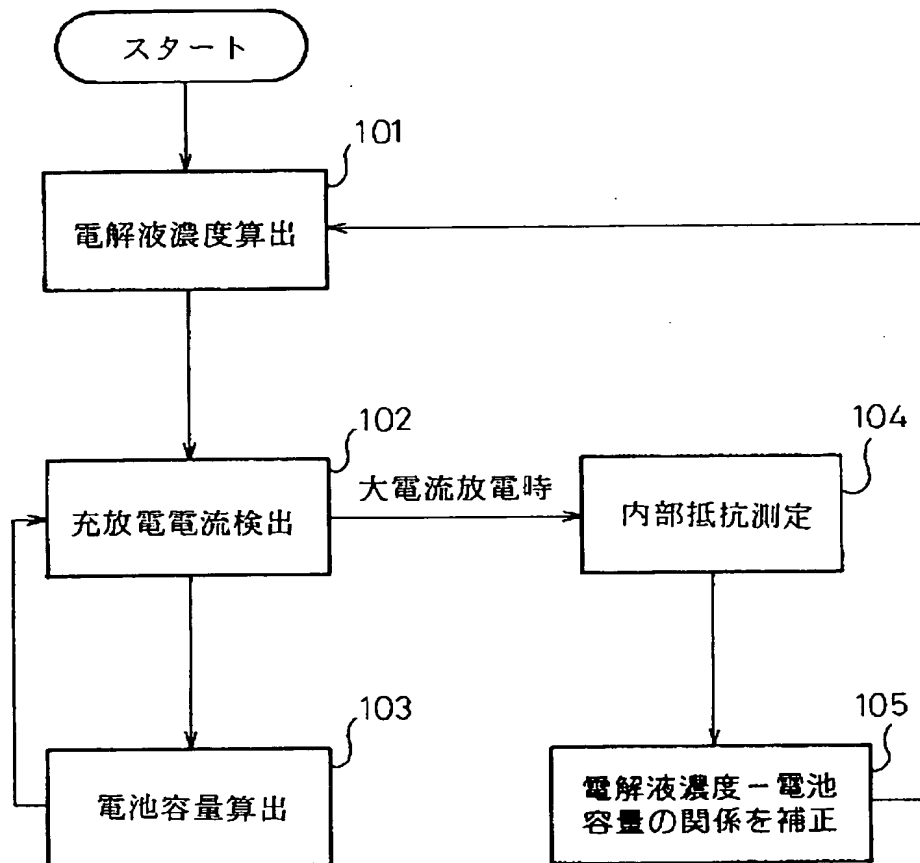 スタート
101
電解液濃度算出
102
充放電電流検出
大電流放電時
104
内部抵抗測定
103
電池容量算出
105
電解液濃度－電池
容量の関係を補正